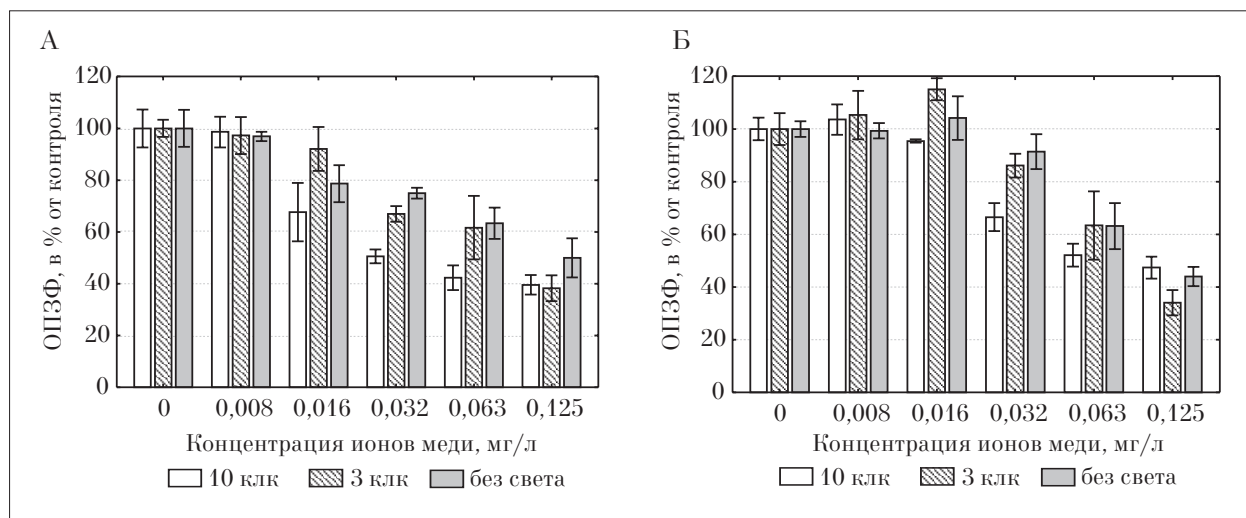 А
ОПЗФ, в % от контроля
120
100
80
60
40
20
0
0 0,008 0,016 0,032 0,063 0,125
Концентрация ионов меди, мг/л
10 клк 3 клк без света
Б
ОПЗФ, в % от контроля
120
100
80
60
40
20
0
0 0,008 0,016 0,032 0,063 0,125
Концентрация ионов меди, мг/л
10 клк 3 клк без света